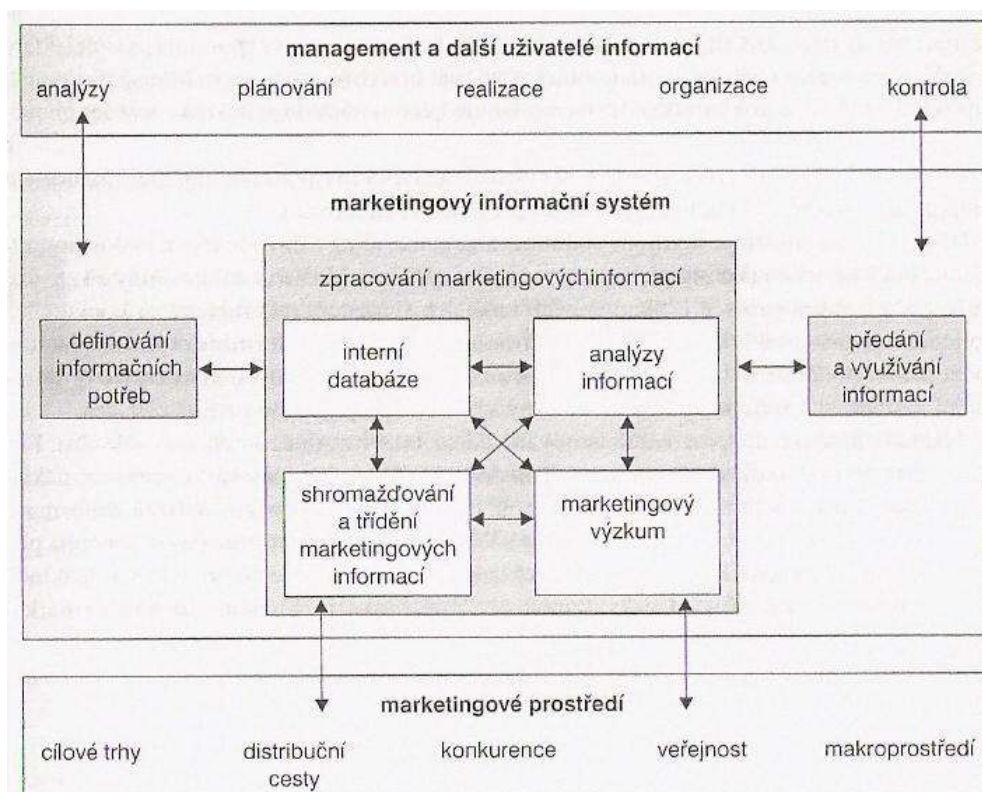 management a další uživatelé informací
analýzy plánování realizace organizace kontrola
marketingový informační systém
zpracování marketingovýchinformací
definování
informačních
potřeb
interní
databáze
analýzy
informací
předání
a využívání
informací
shromažďování
a třídění
marketingových
informací
marketingový
výzkum
marketingové prostředí
cílové trhy
distribuční
cesty
konkurence
veřejnost
makroprostředí